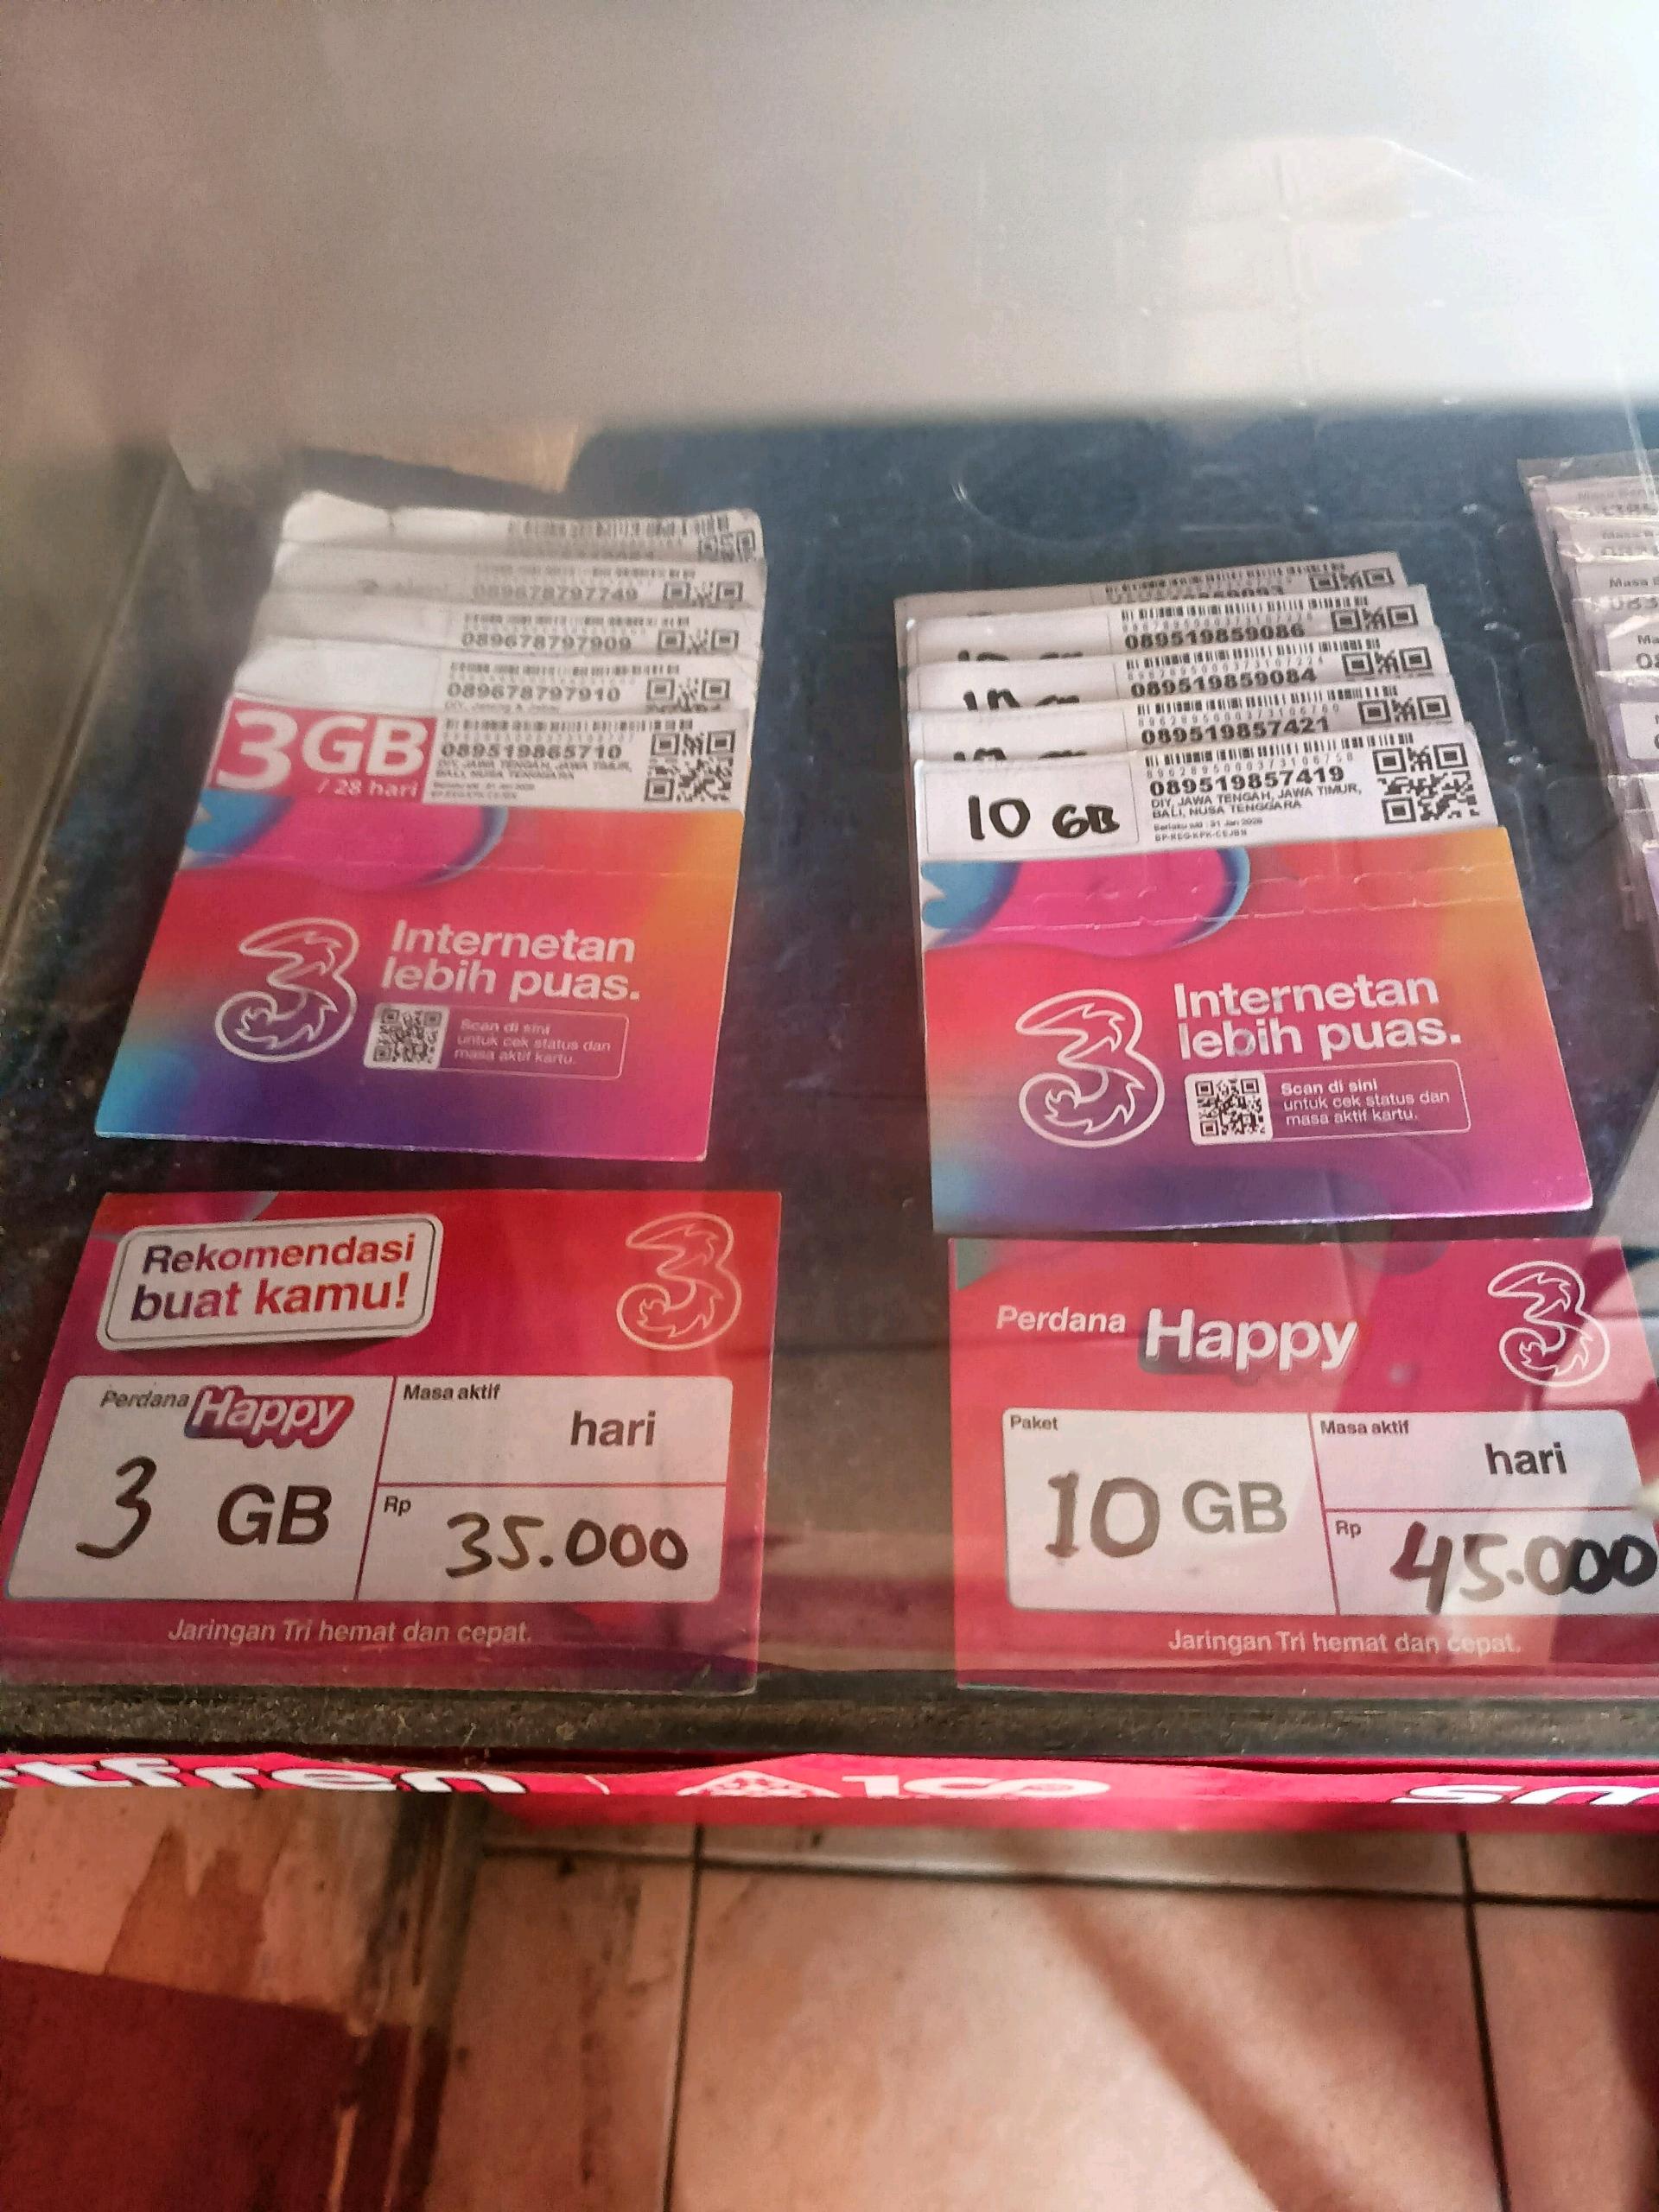 089678797749
089678797909
089678797910
3GB
/ 28 hari
089519865710
DIY, JAWA TENGAH, JAWA TIMUR,
BALI, NUSA TENGGARA
3
Internetan
lebih puas.
Scan di sini
untuk cek status dan
masa aktif kartu.
Rekomendasi
buat kamu!
3
Perdana Happy
3 GB
Masa aktif
hari
Rp 35.000
Jaringan Tri hemat dan cepat.
089519859086
089519859084
089519857421
10 GB
089519857419
DIY, JAWA TENGAH, JAWA TIMUR,
BALI, NUSA TENGGARA
3
Internetan
lebih puas.
Scan di sini
untuk cek status dan
masa aktif kartu.
Perdana Happy
3
Paket
10 GB
Masa aktif
hari
Rp 45.000
Jaringan Tri hemat dan cepat.